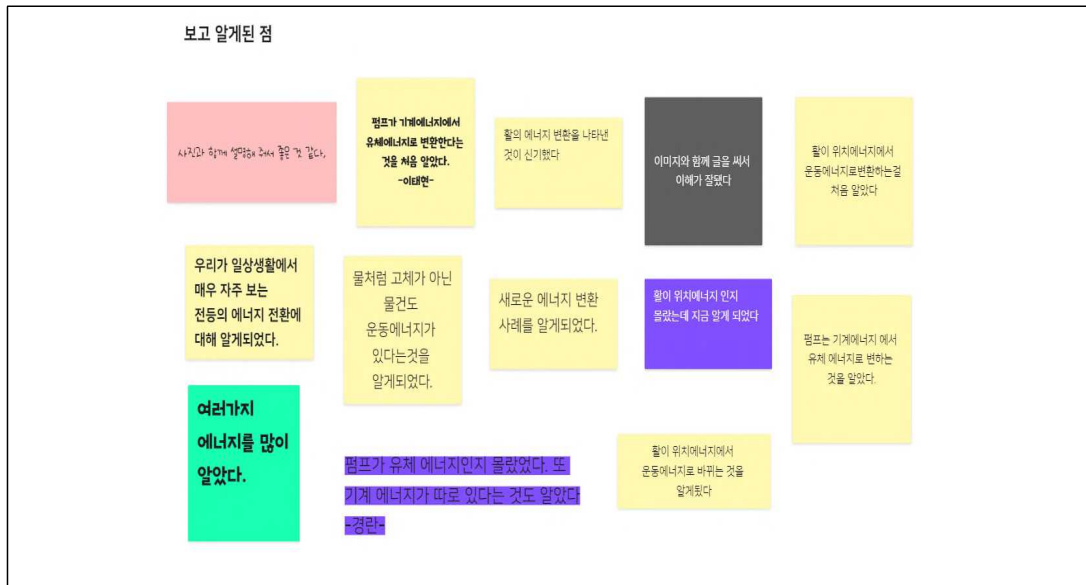 보고 알게된 점
사진과 함께 설명해 줘서 좋은 것 같다.
펌프가 기계에너지에서
유체에너지로 변환한다는
것을 처음 알았다.
-이태현-
활의 에너지 변환을 나타낸
것이 신기했다
이미지와 함께 글을 써서
이해가 잘됐다
활이 위치에너지에서
운동에너지로변환하는걸
처음 알았다
우리가 일상생활에서
매우 자주 보는
전등의 에너지 전환에
대해 알게되었다.
물처럼 고체가 아닌
물건도
운동에너지가
있다는것을
알게되었다.
새로운 에너지 변환
사례를 알게되었다.
활이 위치에너지 인지
몰랐는데 지금 알게 되었다
펌프는 기계에너지 에서
유체 에너지로 변하는
것을 알았다.
여러가지
에너지를 많이
알았다.
펌프가 유체 에너지인지 몰랐었다. 또
기계 에너지가 따로 있다는 것도 알았다
-경란-
활이 위치에너지에서
운동에너지로 바뀌는 것을
알게됬다